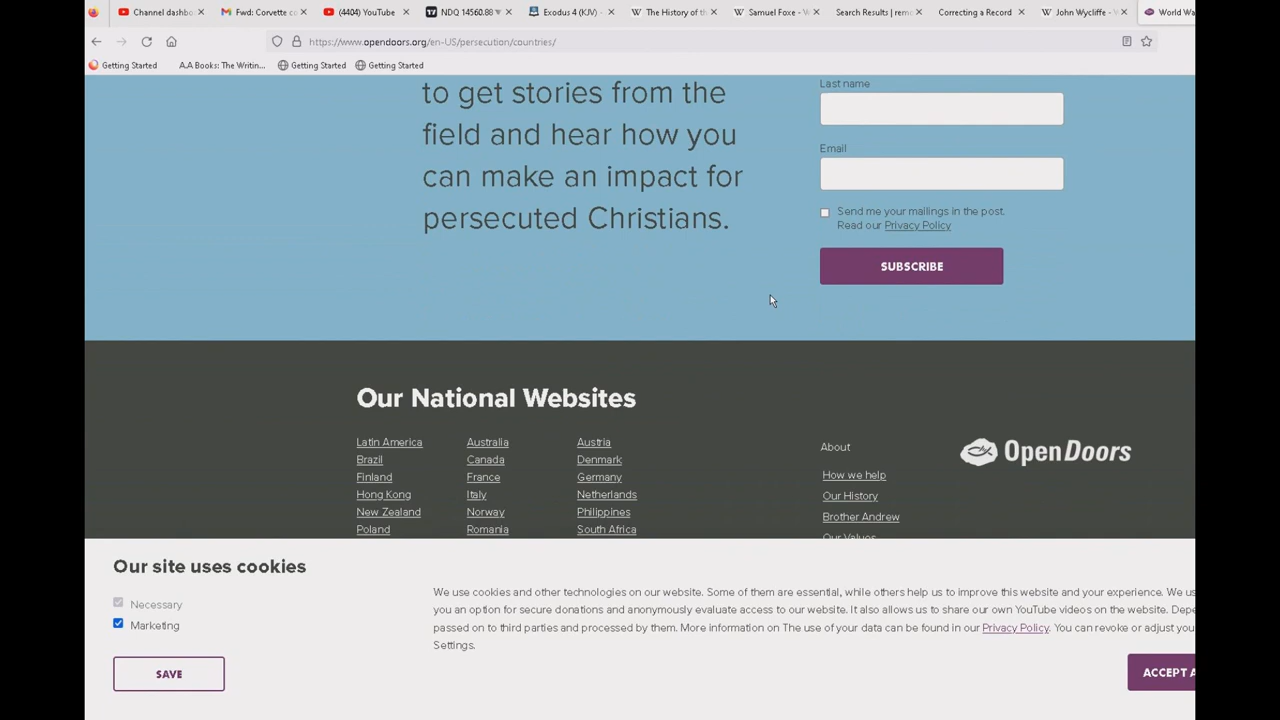 Channel dashbo
Fwd: Corvette c
(4404) YouTube
NDQ 14560.88
Exodus 4 (KJV) -
The History of th
Samuel Foxe - W
Search Results | rem
Correcting a Record
John Wycliffe -
World Wa
https://www.opendoors.org/en-US/persecution/countries/
Getting Started
A.A Books: The Writin...
Getting Started
Getting Started
to get stories from the
field and hear how you
can make an impact for
persecuted Christians.
Last name
Email
Send me your mailings in the post.
Read our Privacy Policy
SUBSCRIBE
Our National Websites
Latin America Australia Austria
Brazil Canada Denmark
Finland France Germany
Hong Kong Italy Netherlands
New Zealand Norway Philippines
Poland Romania South Africa
About
How we help
Our History
Brother Andrew
Our Values
Open Doors
Our site uses cookies
Necessary
Marketing
SAVE
We use cookies and other technologies on our website. Some of them are essential, while others help us to improve this website and your experience. We us
you an option for secure donations and anonymously evaluate access to our website. It also allows us to share our own YouTube videos on the website. Depe
passed on to third parties and processed by them. More information on The use of your data can be found in our Privacy Policy. You can revoke or adjust you
Settings.
ACCEPT A